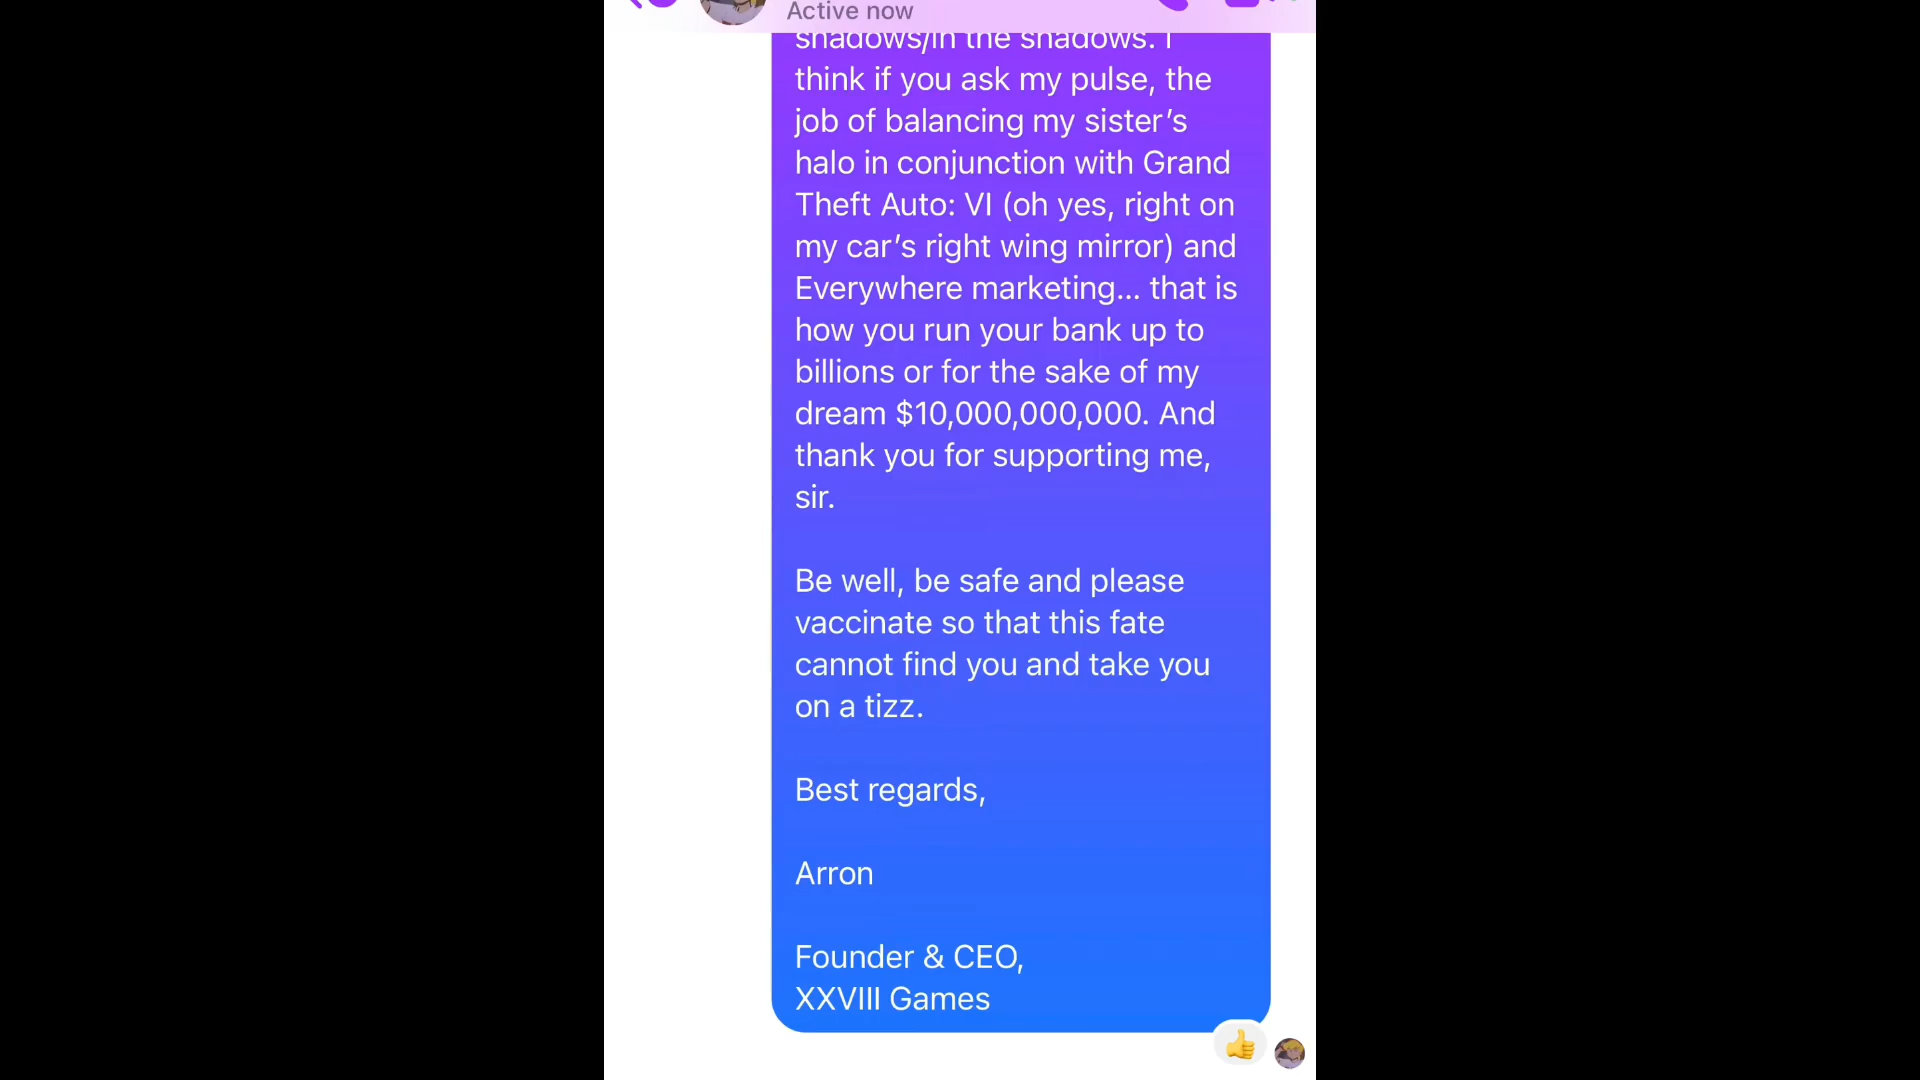 Active now
shadows/in the shadows. I
think if you ask my pulse, the
job of balancing my sister’s
halo in conjunction with Grand
Theft Auto: VI (oh yes, right on
my car’s right wing mirror) and
Everywhere marketing... that is
how you run your bank up to
billions or for the sake of my
dream $10,000,000,000. And
thank you for supporting me,
sir.
Be well, be safe and please
vaccinate so that this fate
cannot find you and take you
on a tizz.
Best regards,
Arron
Founder & CEO,
XXVIII Games